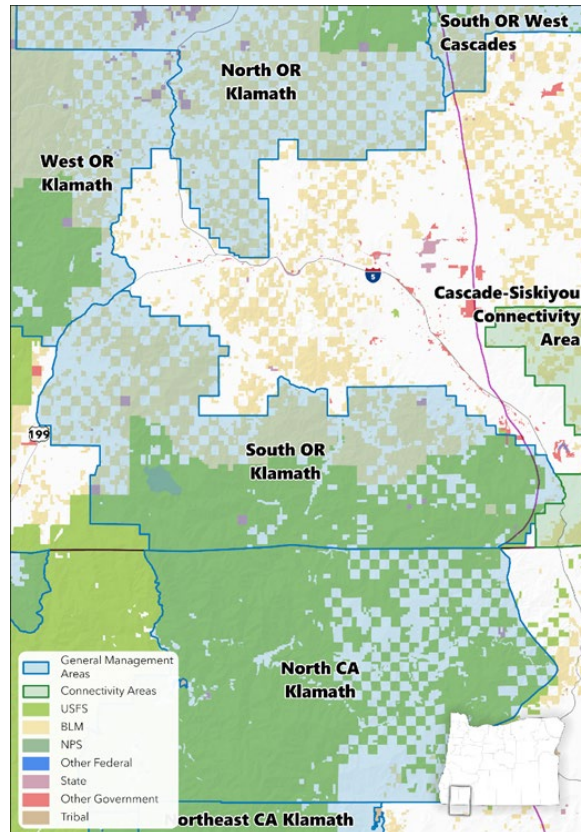 South OR West
Cascades
North OR
Klamath
West OR
Klamath
5
Cascade-Siskiyou
Connectivity
Area
199
South OR
Klamath
North CA
Klamath
General Management
Areas
Connectivity Areas
USFS
BLM
NPS
Other Federal
State
Other Government
Tribal
Northeast CA Klamath